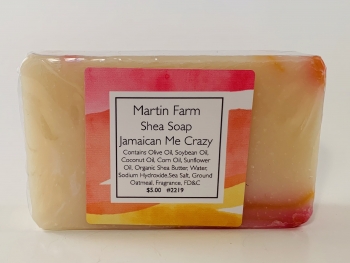 Martin Farm
Shea Soap
Jamaican Me Crazy
Contains Olive Oil, Soybean Oil,
Coconut Oil, Corn Oil, Sunflower
Oil, Organic Shea Butter, Water,
Sodium Hydroxide,Sea Salt, Ground
Oatmeal, Fragrance, FD&C
$5.00 #2219